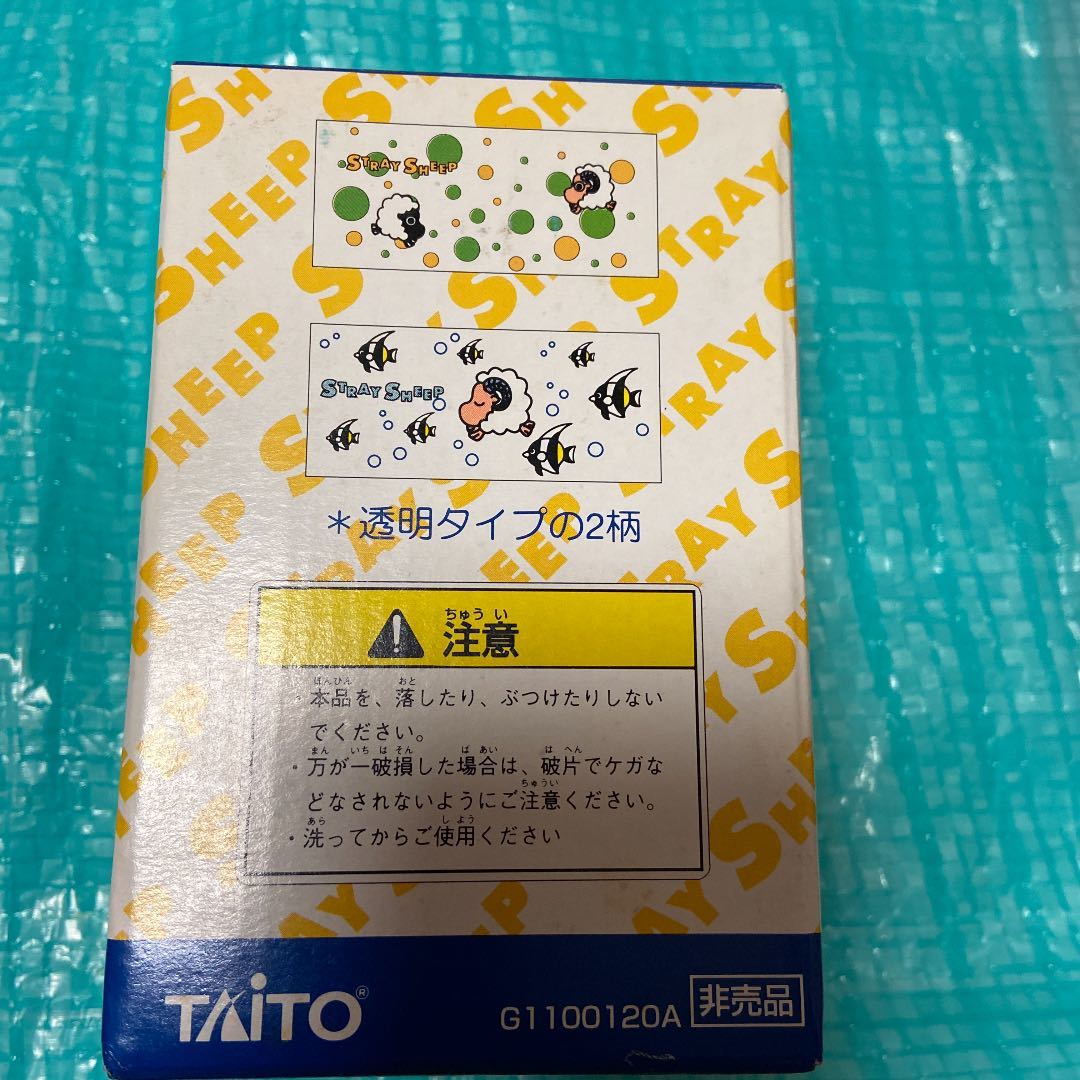 STRAY SHEEP
STRAY SHEEP
＊透明タイプの2柄
ちゅうい
注意
ほんひん おと
・本品を、落したり、ぶつけたりしない
でください。
まん いち はそん ばあい はへん
・万が一破損した場合は、破片でケガな
ちゅうい
どなされないようにご注意ください。
あら しよう
・洗ってからご使用ください
TAiTO®
G1100120A 非売品